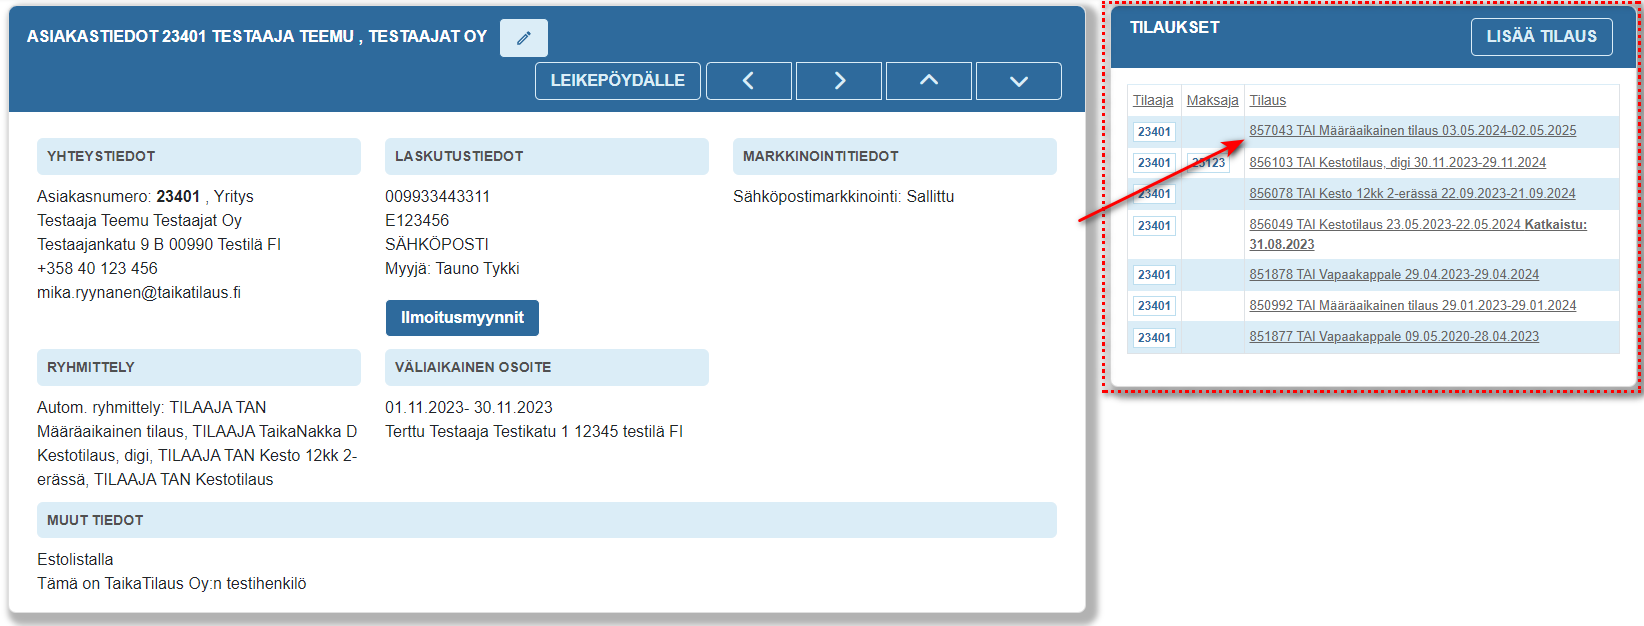 ASIAKASTIEDOT 23401 TESTAAJA TEEMU , TESTAAJAT OY
LEIKEPÖYDÄLLE
YHTEYSTIEDOT
Asiakasnumero: 23401 , Yritys
Testaaja Teemu Testaajat Oy
Testaajankatu 9 B 00990 Testilä FI
+358 40 123 456
mika.ryynanen@taikatilaus.fi
LASKUTUSTIEDOT
009933443311
E123456
SÄHKÖPOSTI
Myyjä: Tauno Tykki
Ilmoitusmyynnit
MARKKINOINTITIEDOT
Sähköpostimarkkinointi: Sallittu
RYHMITTELY
Autom. ryhmittely: TILAAJA TAN
Määräaikainen tilaus, TILAAJA TaikaNakka D
Kestotilaus, digi, TILAAJA TAN Kesto 12kk 2-
erässä, TILAAJA TAN Kestotilaus
VÄLIAIKAINEN OSOITE
01.11.2023- 30.11.2023
Terttu Testaaja Testikatu 1 12345 testilä FI
MUUT TIEDOT
Estolistalla
Tämä on TaikaTilaus Oy:n testihenkilö
TILAUKSET
LISÄÄ TILAUS
Tilaaja Maksaja Tilaus
23401 857043 TAI Määräaikainen tilaus 03.05.2024-02.05.2025
23401 23123 856103 TAI Kestotilaus, digi 30.11.2023-29.11.2024
23401 856078 TAI Kesto 12kk 2-erässä 22.09.2023-21.09.2024
23401 856049 TAI Kestotilaus 23.05.2023-22.05.2024 Katkaistu:
31.08.2023
23401 851878 TAI Vapaakappale 29.04.2023-29.04.2024
23401 850992 TAI Määräaikainen tilaus 29.01.2023-29.01.2024
23401 851877 TAI Vapaakappale 09.05.2020-28.04.2023